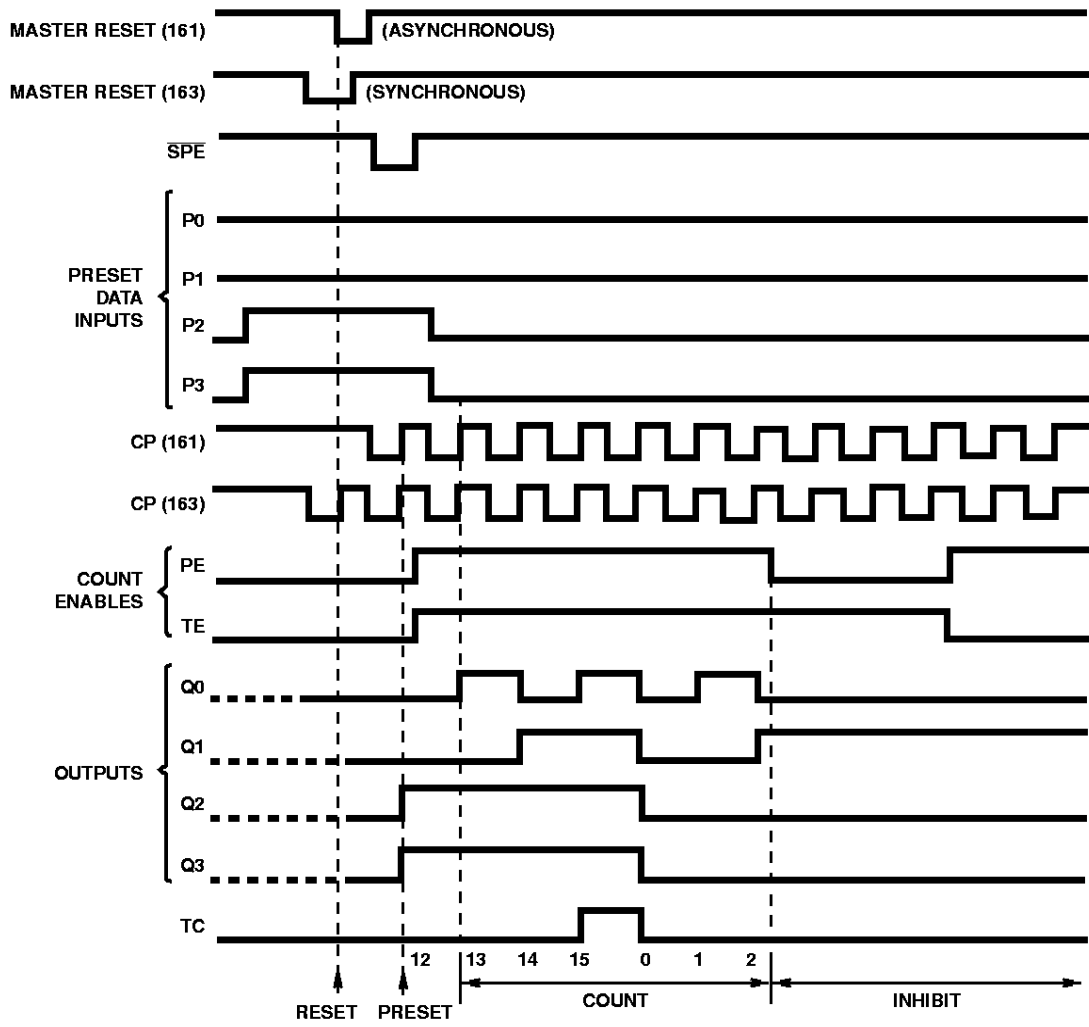 MASTER RESET (161)
(ASYNCHRONOUS)
MASTER RESET (163)
(SYNCHRONOUS)
S̅P̅E̅
P0
P1
PRESET
DATA
INPUTS
P2
P3
CP (161)
CP (163)
PE
COUNT
ENABLES
TE
Q0
Q1
OUTPUTS
Q2
Q3
TC
12 13 14 15 0 1 2
RESET PRESET COUNT INHIBIT